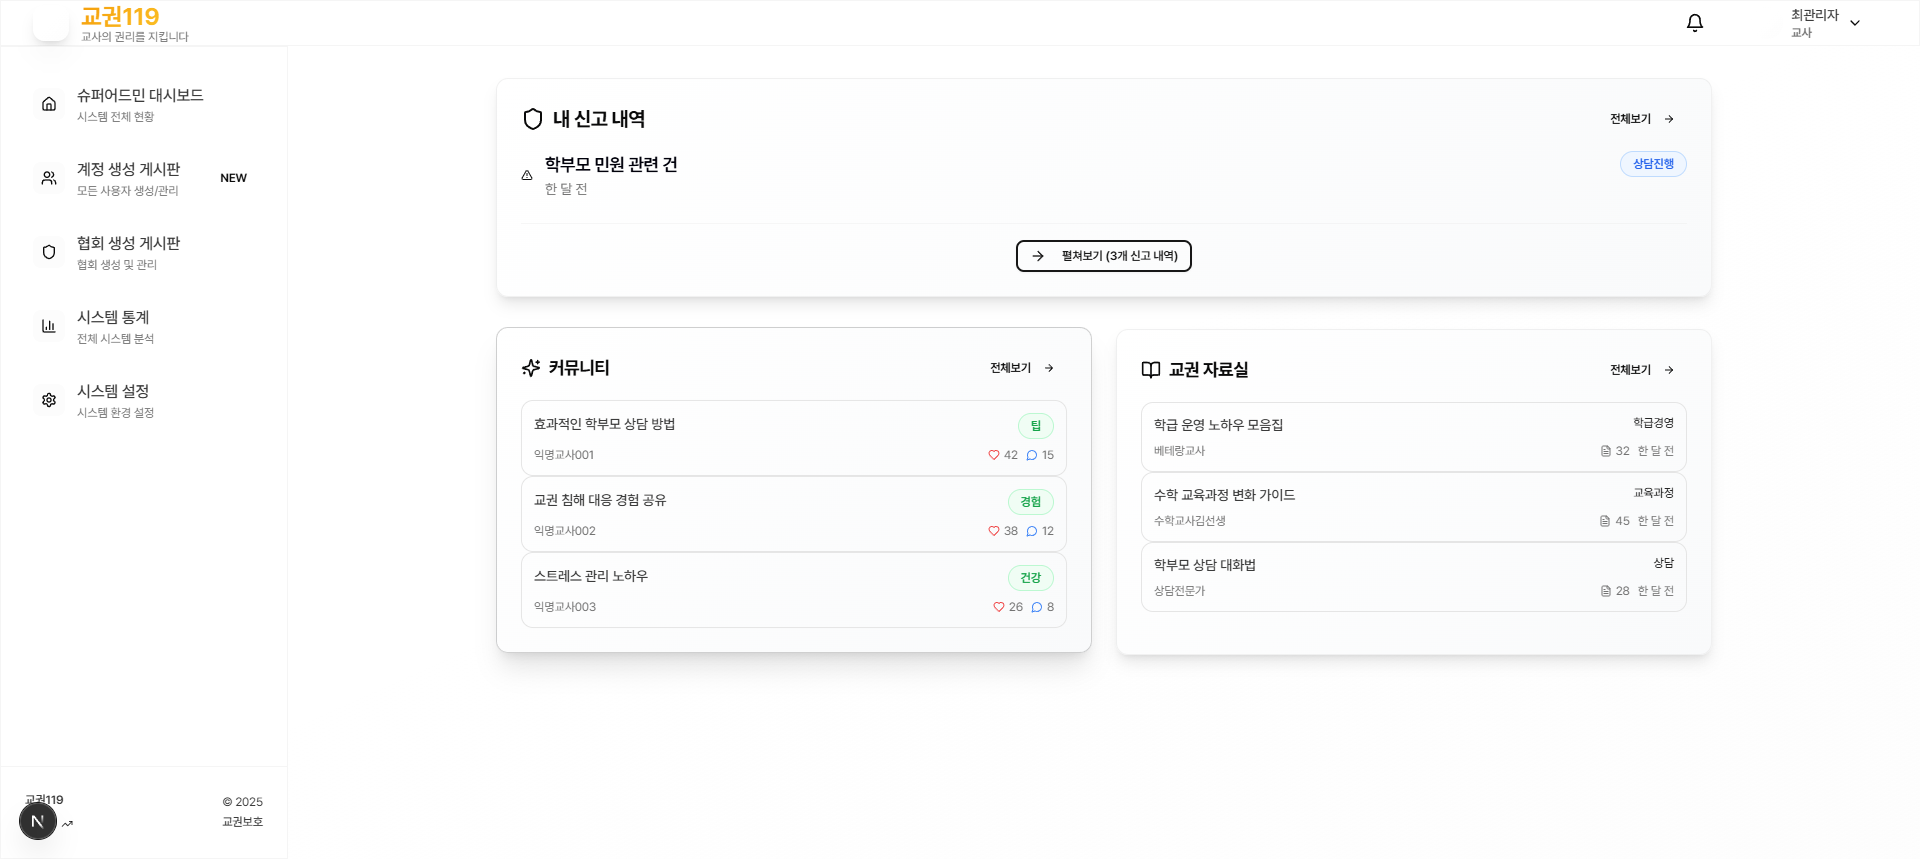 교권119
교사의 권리를 지킵니다
최관리자
교사
슈퍼어드민 대시보드
시스템 전체 현황
계정 생성 게시판
모든 사용자 생성/관리
NEW
협회 생성 게시판
협회 생성 및 관리
시스템 통계
전체 시스템 분석
시스템 설정
시스템 환경 설정
교권119
© 2025
교권보호
N
내 신고 내역
전체보기
학부모 민원 관련 건
한 달 전
상담진행
펼쳐보기 (3개 신고 내역)
커뮤니티
전체보기
효과적인 학부모 상담 방법
팁
익명교사001
42 15
교권 침해 대응 경험 공유
경험
익명교사002
38 12
스트레스 관리 노하우
건강
익명교사003
26 8
교권 자료실
전체보기
학급 운영 노하우 모음집
학급경영
베테랑교사
32 한 달 전
수학 교육과정 변화 가이드
교육과정
수학교사김선생
45 한 달 전
학부모 상담 대화법
상담
상담전문가
28 한 달 전